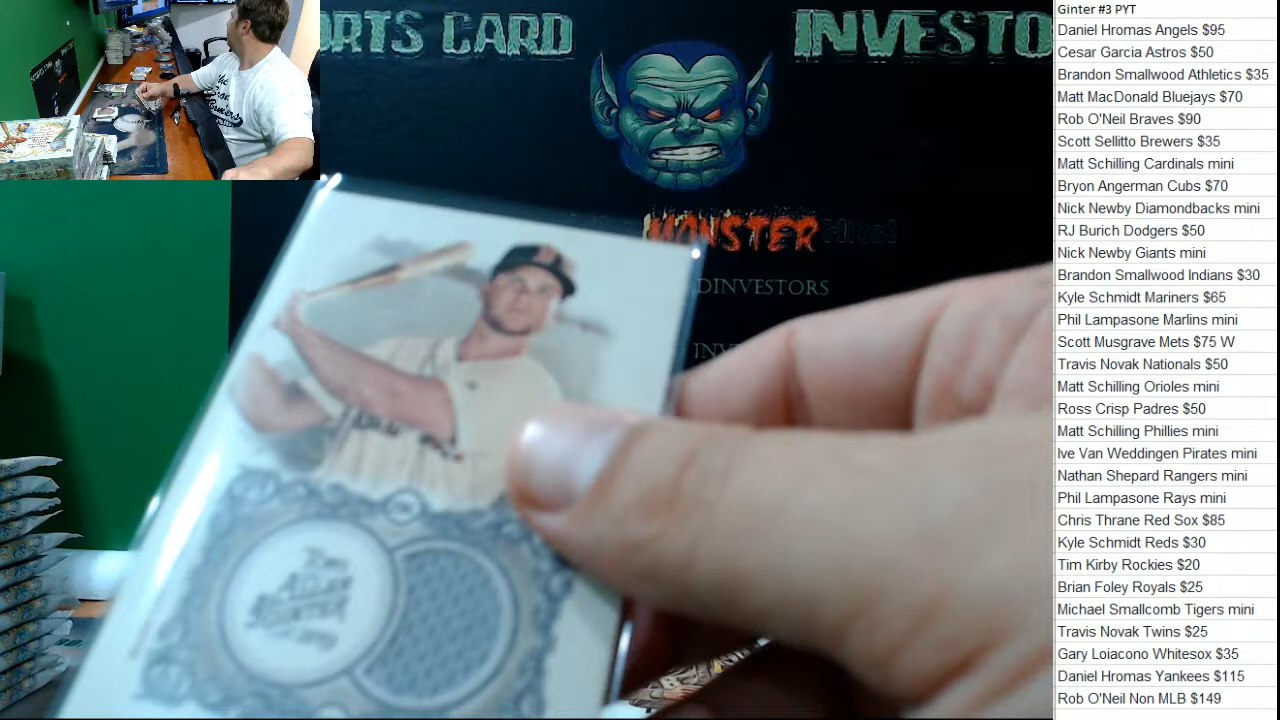 ORTS CARD INVESTO
MONSTER
DINVESTORS
INV
THE
ALLEN
GINTER
Ginter #3 PYT
Daniel Hromas Angels $95
Cesar Garcia Astros $50
Brandon Smallwood Athletics $35
Matt MacDonald Bluejays $70
Rob O'Neil Braves $90
Scott Sellitto Brewers $35
Matt Schilling Cardinals mini
Bryon Angerman Cubs $70
Nick Newby Diamondbacks mini
RJ Burich Dodgers $50
Nick Newby Giants mini
Brandon Smallwood Indians $30
Kyle Schmidt Mariners $65
Phil Lampasone Marlins mini
Scott Musgrave Mets $75 W
Travis Novak Nationals $50
Matt Schilling Orioles mini
Ross Crisp Padres $50
Matt Schilling Phillies mini
Ive Van Weddingen Pirates mini
Nathan Shepard Rangers mini
Phil Lampasone Rays mini
Chris Thrane Red Sox $85
Kyle Schmidt Reds $30
Tim Kirby Rockies $20
Brian Foley Royals $25
Michael Smallcomb Tigers mini
Travis Novak Twins $25
Gary Loiacono Whitesox $35
Daniel Hromas Yankees $115
Rob O'Neil Non MLB $149